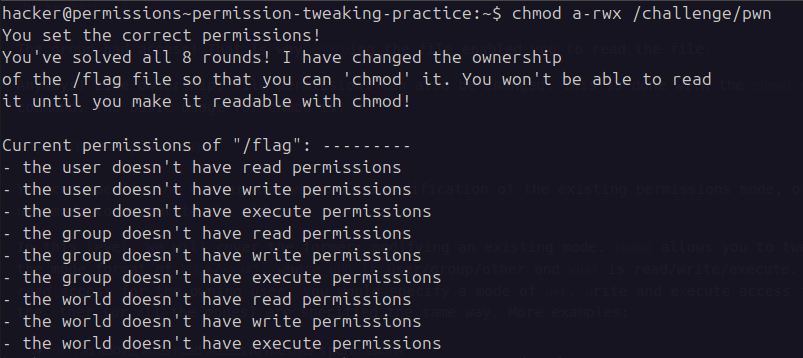 hacker@permissions~permission-tweaking-practice:~$ chmod a-rwx /challenge/pwn
You set the correct permissions!
You've solved all 8 rounds! I have changed the ownership
of the /flag file so that you can 'chmod' it. You won't be able to read
it until you make it readable with chmod!
Current permissions of "/flag": ---------
- the user doesn't have read permissions
- the user doesn't have write permissions
- the user doesn't have execute permissions
- the group doesn't have read permissions
- the group doesn't have write permissions
- the group doesn't have execute permissions
- the world doesn't have read permissions
- the world doesn't have write permissions
- the world doesn't have execute permissions